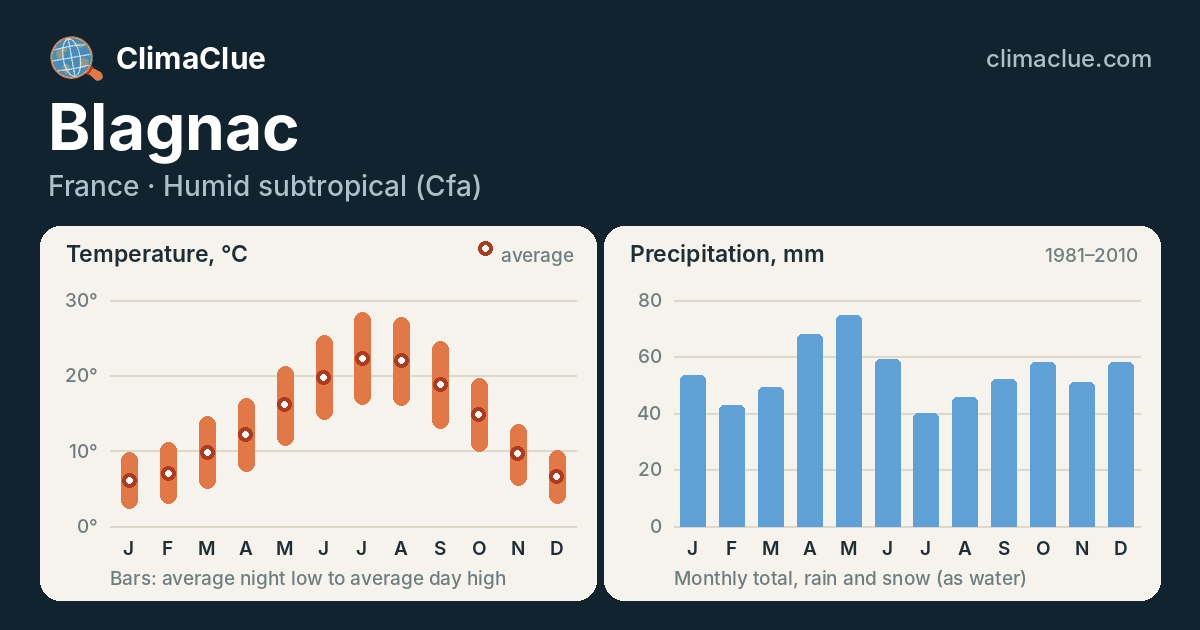 ClimaClue
climaclue.com
Blagnac
France · Humid subtropical (Cfa)
Temperature, °C
average
30°
20°
10°
0°
J F M A M J J A S O N D
Bars: average night low to average day high
Precipitation, mm
1981–2010
80
60
40
20
0
J F M A M J J A S O N D
Monthly total, rain and snow (as water)